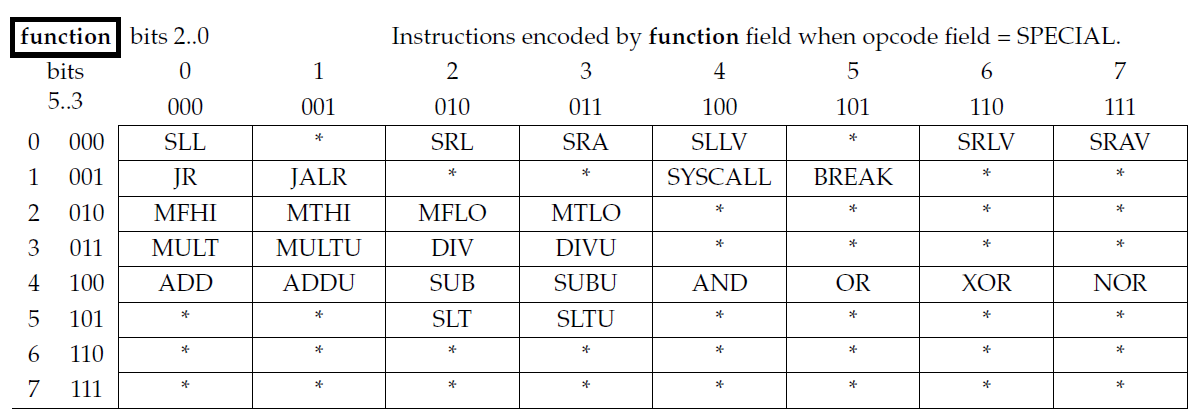 function bits 2..0 Instructions encoded by function field when opcode field = SPECIAL.
bits 0 1 2 3 4 5 6 7
5..3 000 001 010 011 100 101 110 111
0 000 SLL * SRL SRA SLLV * SRLV SRAV
1 001 JR JALR * * SYSCALL BREAK * *
2 010 MFHI MTHI MFLO MTLO * * * *
3 011 MULT MULTU DIV DIVU * * * *
4 100 ADD ADDU SUB SUBU AND OR XOR NOR
5 101 * * SLT SLTU * * * *
6 110 * * * * * * * *
7 111 * * * * * * * *